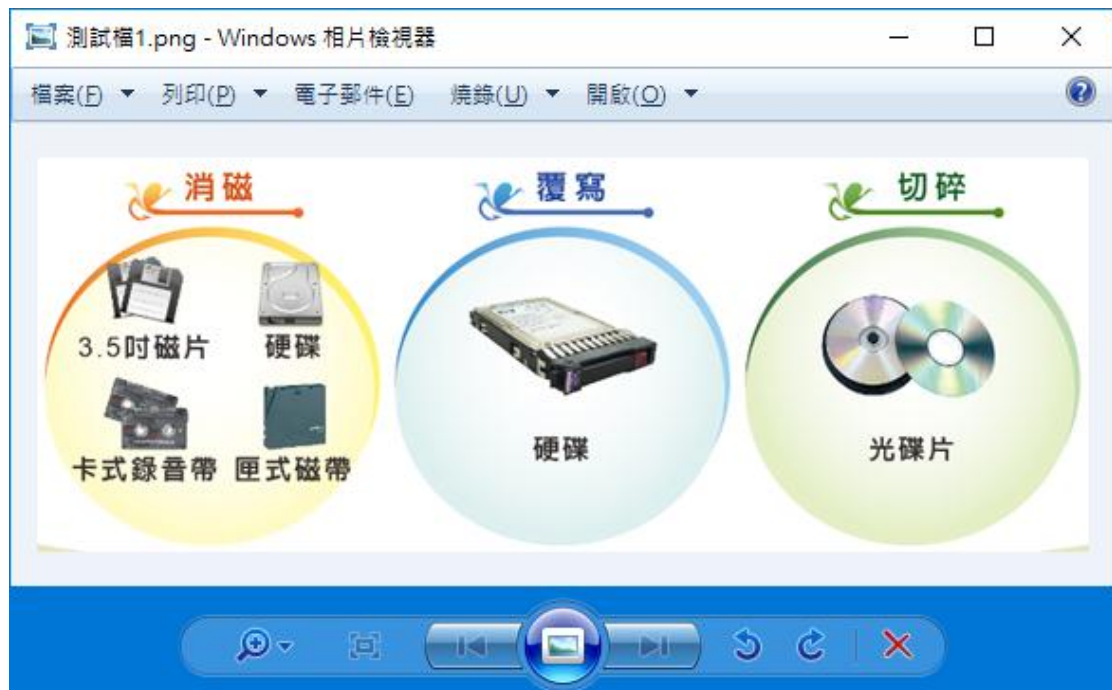 測試檔1.png - Windows 相片檢視器
檔案(F) 列印(P) 電子郵件(E) 燒錄(U) 開啟(O)
消磁
覆寫
切碎
3.5吋磁片
硬碟
卡式錄音帶
匣式磁帶
硬碟
光碟片